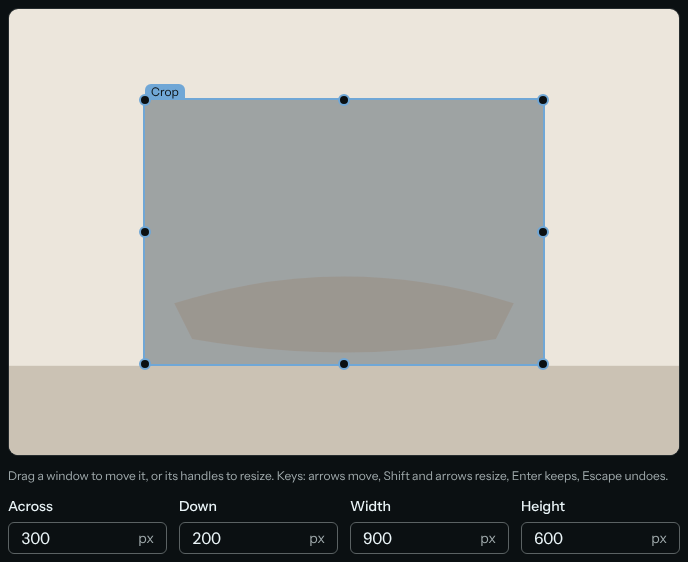 Crop
Drag a window to move it, or its handles to resize. Keys: arrows move, Shift and arrows resize, Enter keeps, Escape undoes.
Across Down Width Height
300 px 200 px 900 px 600 px